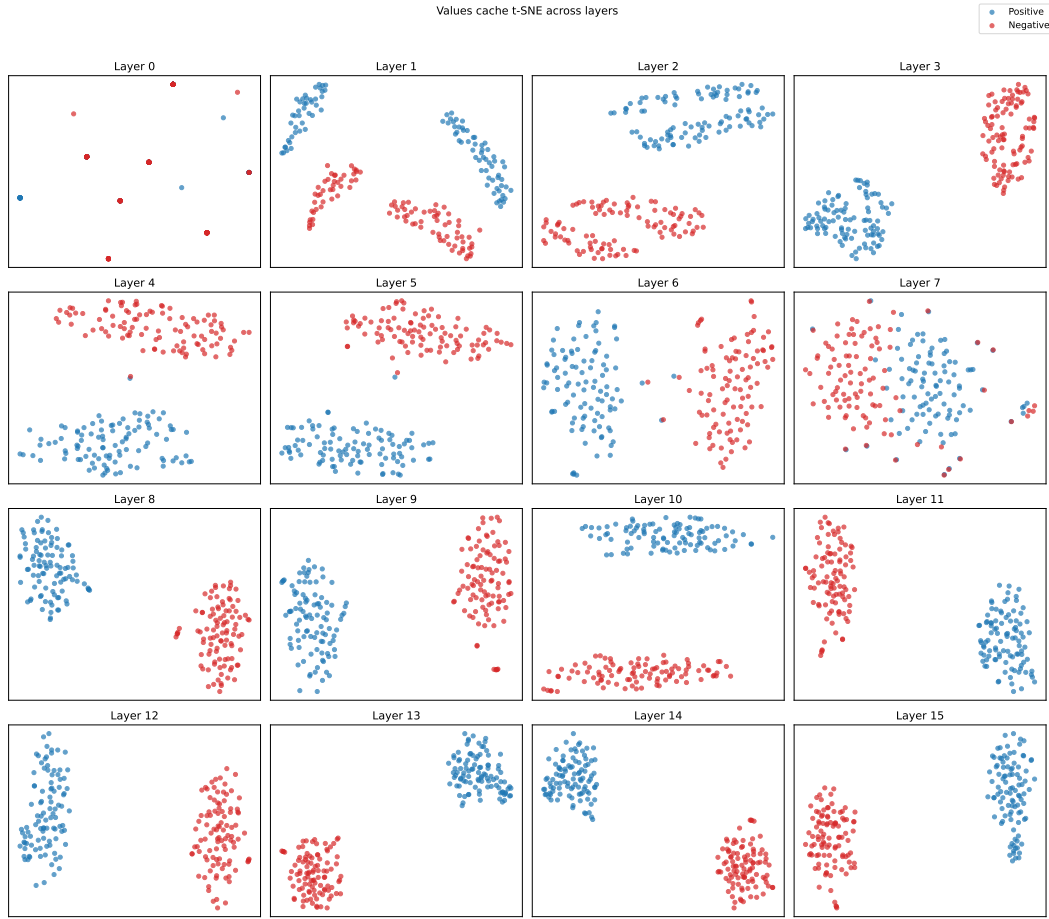 Values cache t-SNE across layers
Positive
Negative
Layer 0
Layer 1
Layer 2
Layer 3
Layer 4
Layer 5
Layer 6
Layer 7
Layer 8
Layer 9
Layer 10
Layer 11
Layer 12
Layer 13
Layer 14
Layer 15